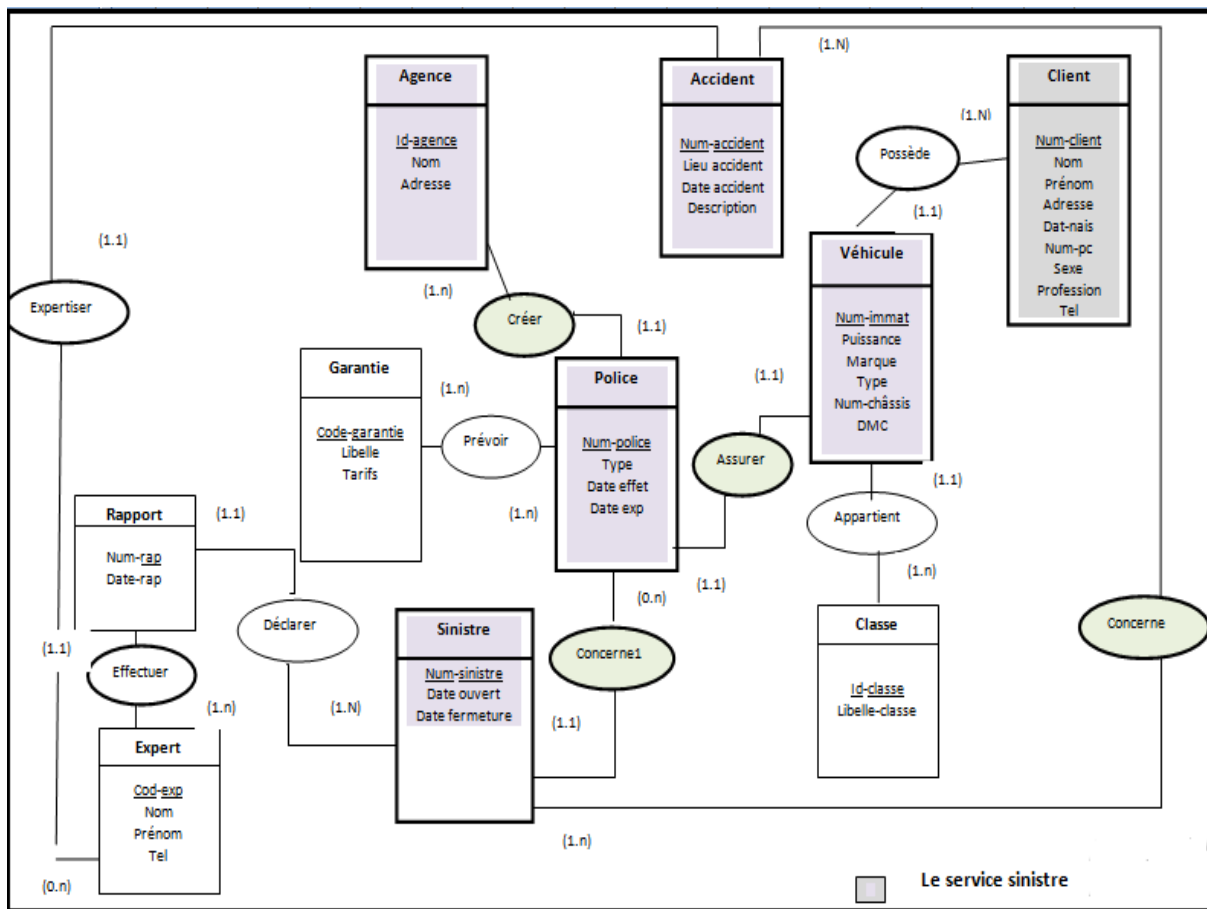 (1.N)
Agence
Id-agence
Nom
Adresse
Accident
Num-accident
Lieu accident
Date accident
Description
Client
Num-client
Nom
Prénom
Adresse
Dat-nais
Num-pc
Sexe
Profession
Tel
(1.N)
Possède
(1.1)
(1.1)
Expertiser
(1.n)
Créer
(1.1)
Véhicule
Num-immat
Puissance
Marque
Type
Num-châssis
DMC
Garantie
Code-garantie
Libelle
Tarifs
(1.n)
Prévoir
(1.n)
Police
Num-police
Type
Date effet
Date exp
(1.1)
Assurer
(1.1)
(1.1)
Appartient
(1.n)
Rapport
Num-rap
Date-rap
(1.1)
Déclarer
(1.N)
(1.1)
Effectuer
(1.n)
Sinistre
Num-sinistre
Date ouvert
Date fermeture
(0.n)
Concerne1
(1.1)
Classe
Id-classe
Libelle-classe
Concerne
Expert
Cod-exp
Nom
Prénom
Tel
(0.n)
(1.n)
Le service sinistre